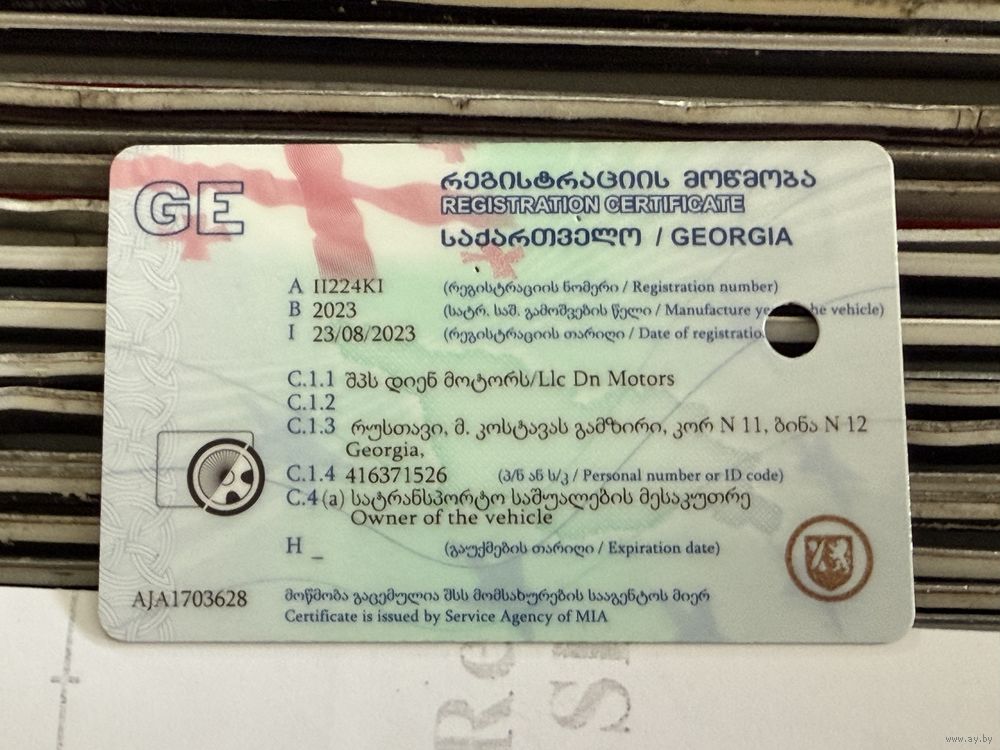 GE
რეგისტრაციის მოწმობა
REGISTRATION CERTIFICATE
საქართველო / GEORGIA
A II224KI (რეგისტრაციის ნომერი / Registration number)
B 2023 (სატრ. საშ. გამოშვების წელი / Manufacture the vehicle)
I 23/08/2023 (რეგისტრაციის თარიღი / Date of
C.1.1 შპს დიენ მოტორს/Llc Dn Motors
C.1.2
C.1.3 რუსთავი, მ. კოსტავას გამზირი, კორ N 11, ბინა N 12
Georgia,
C.1.4 416371526 (პ/ნ ან ს/კ / Personal number or ID code)
C.4 (a) სატრანსპორტო საშუალების მესაკუთრე
Owner of the vehicle
H _ (გაუქმების თარიღი / Expiration date)
AJA1703628 მოწმობა გაცემულია შსს მომსახურების სააგენტოს მიერ
Certificate is issued by Service Agency of MIA
www.ay.by